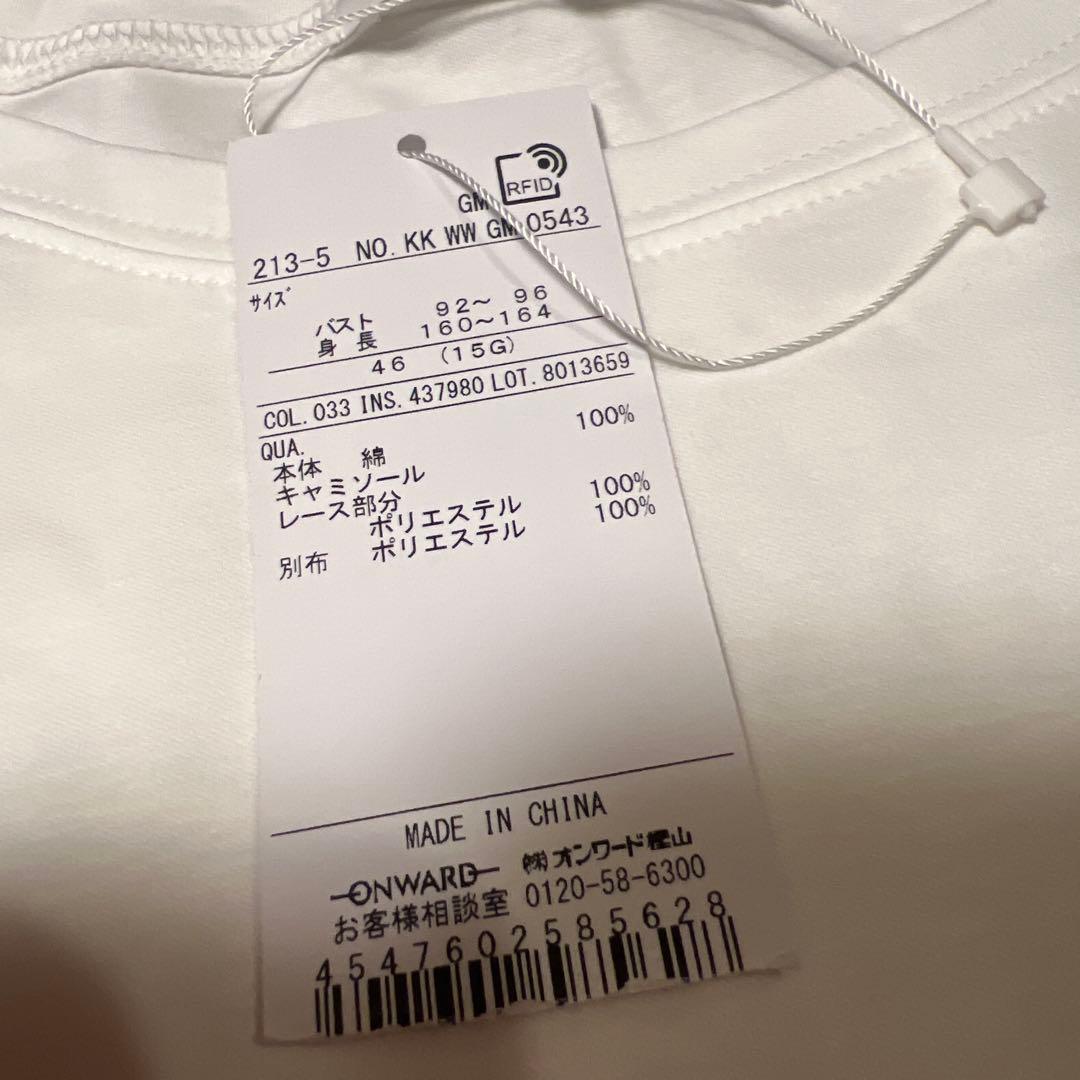 RFID
GM
213-5 NO. KK WW GM 0543
サイズ
バスト 92～ 96
身 長 160～164
46 (15G)
COL. 033 INS. 437980 LOT. 8013659
QUA.
本体 綿 100%
キャミソール
レース部分
ポリエステル 100%
別布 ポリエステル 100%
MADE IN CHINA
ONWARD ㈱オンワード樫山
お客様相談室 0120-58-6300
4547602585628